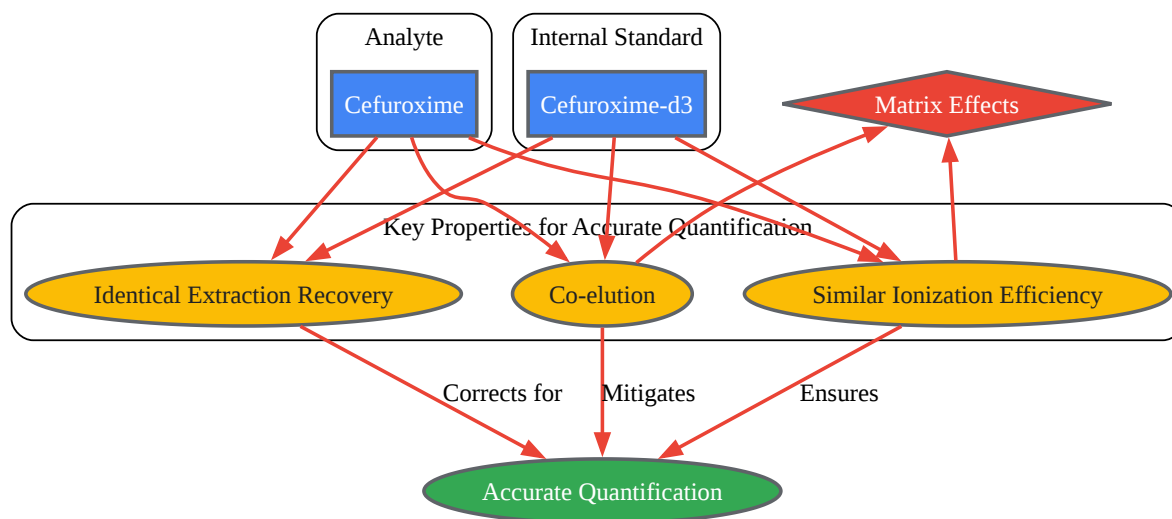 Analyte
Internal Standard
Cefuroxime
Cefuroxime-d3
Matrix Effects
Key Properties for Accurate Quantification
Identical Extraction Recovery
Co-elution
Similar Ionization Efficiency
Corrects for
Mitigates
Ensures
Accurate Quantification